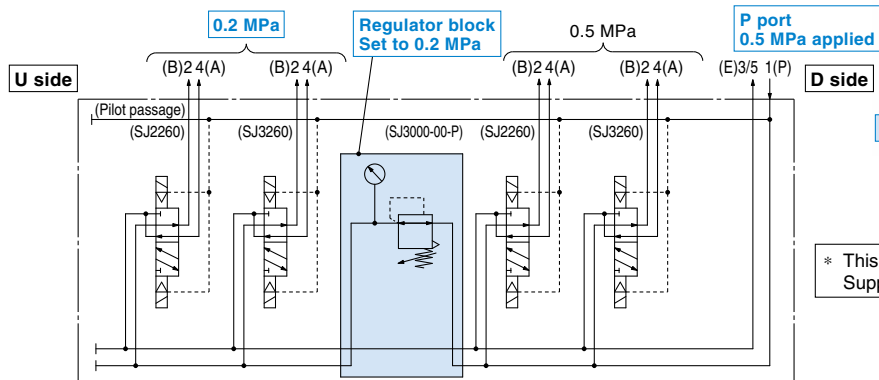 0.2 MPa
Regulator block
Set to 0.2 MPa
0.5 MPa
P port
0.5 MPa applied
U side
(B)2 4(A)
(B)2 4(A)
(B)2 4(A)
(B)2 4(A)
(E)3/5 1(P)
D side
(Pilot passage)
(SJ2260)
(SJ3260)
(SJ3000-00-P)
(SJ2260)
(SJ3260)
* This
Supp